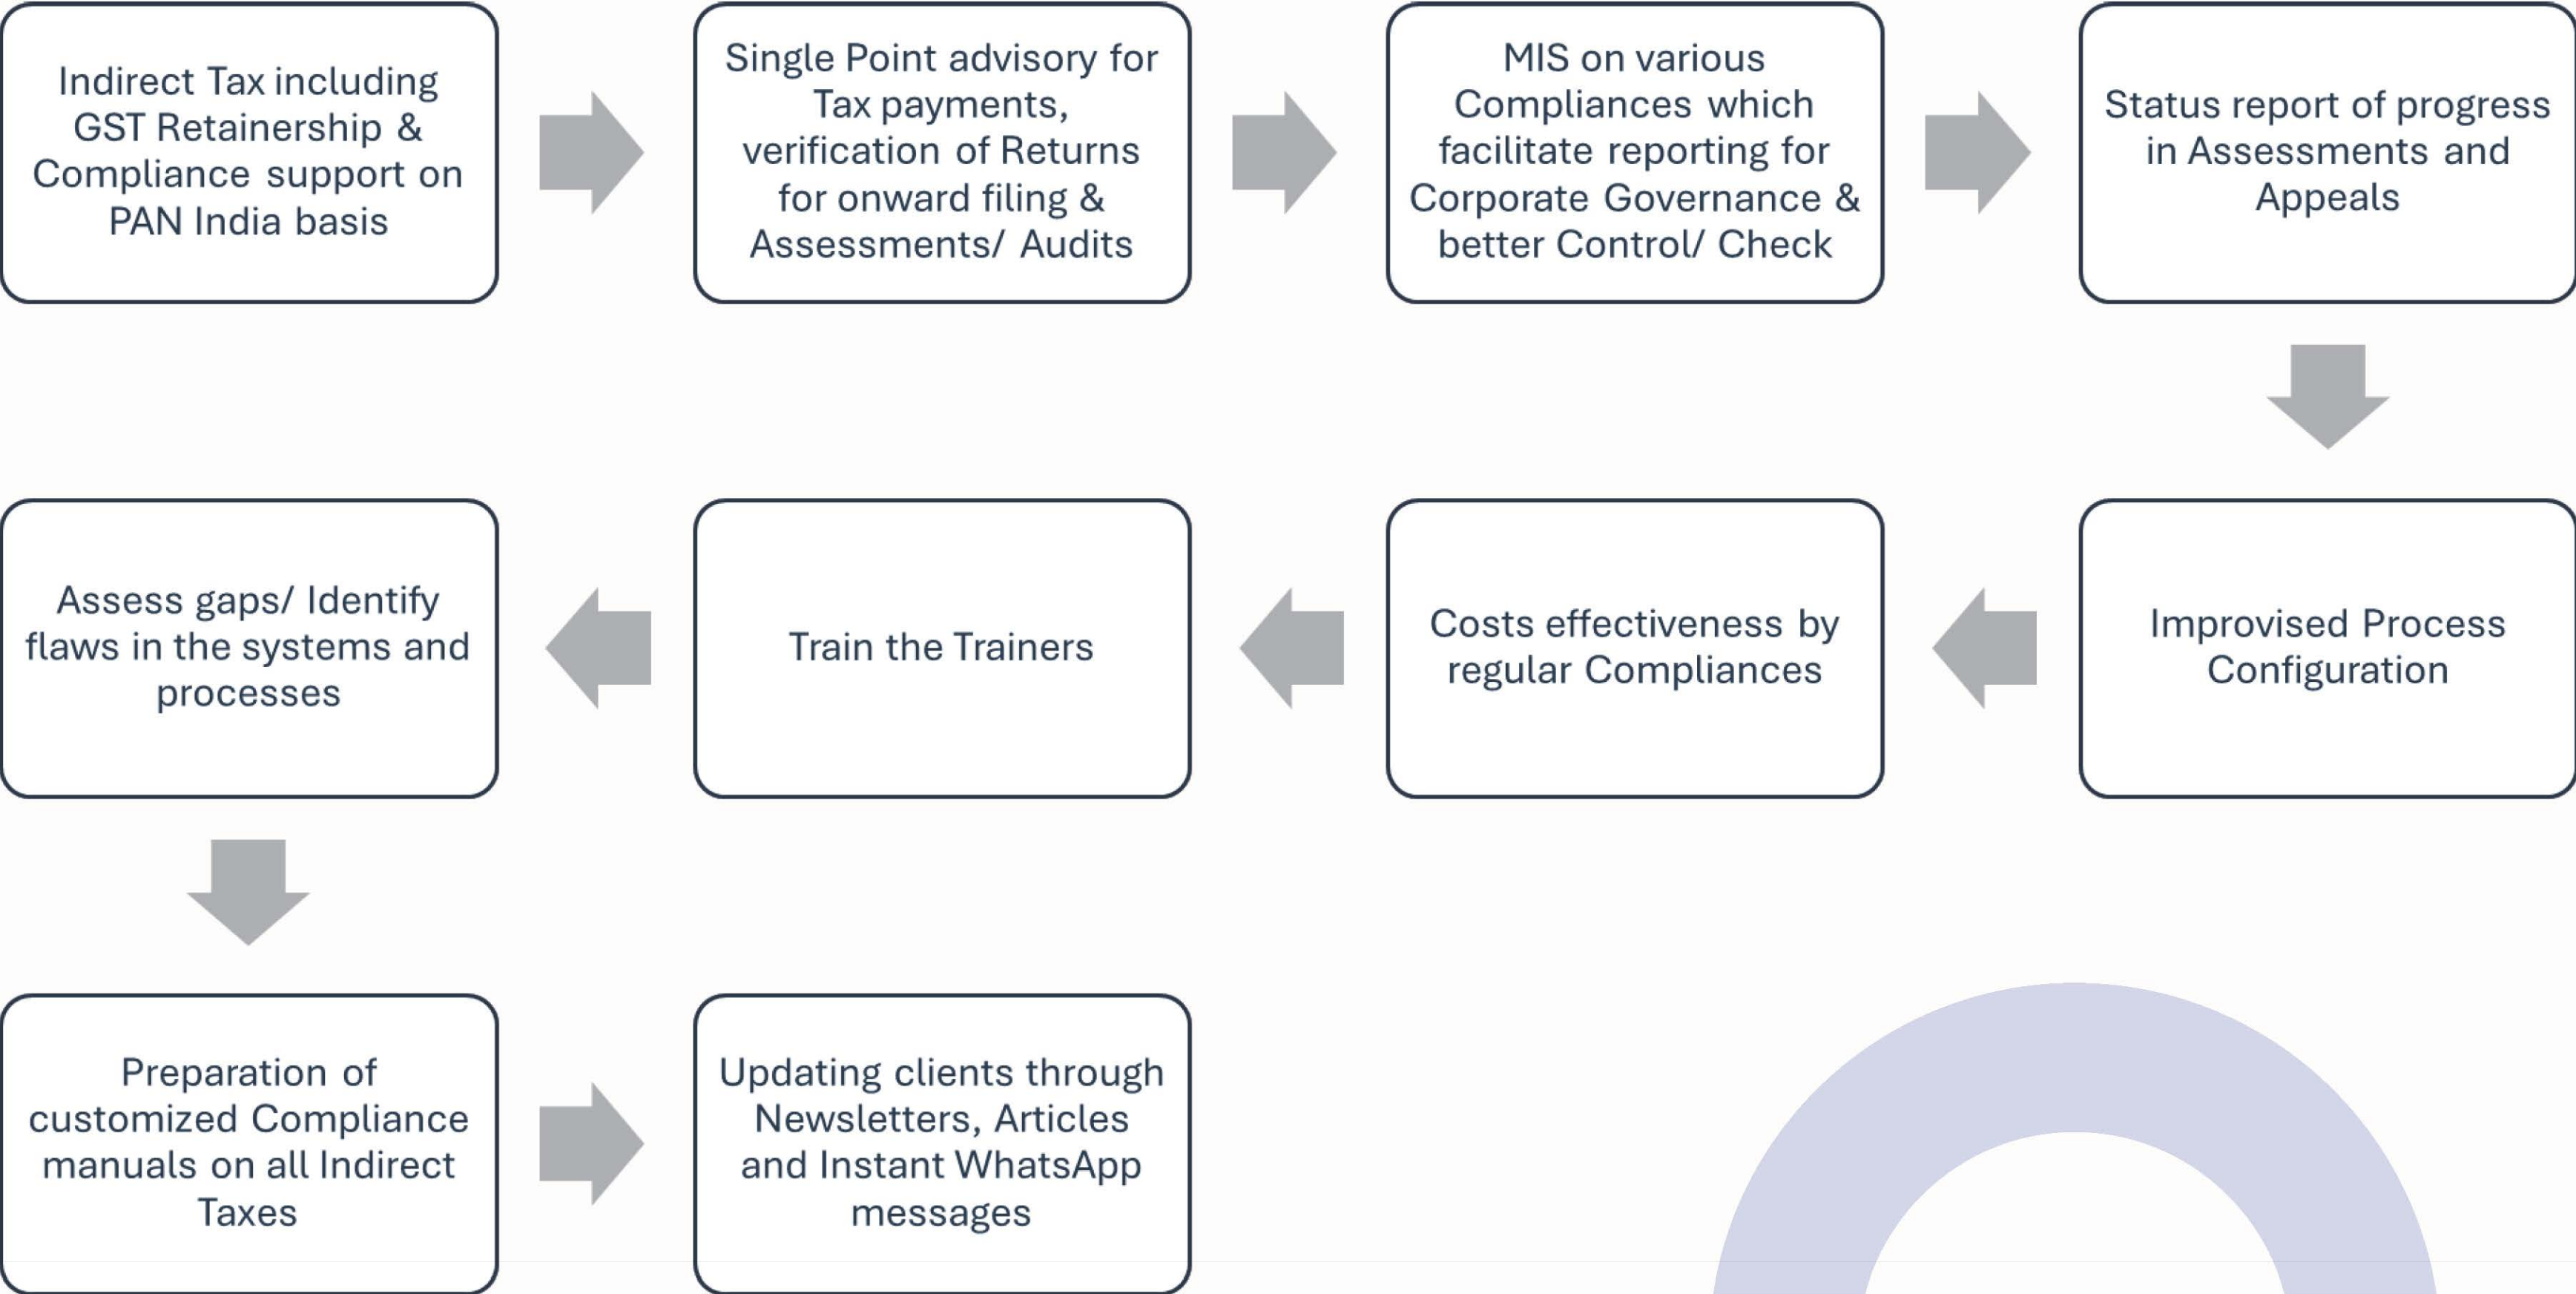 Indirect Tax including
GST Retainership &
Compliance support on
PAN India basis
Single Point advisory for
Tax payments,
verification of Returns
for onward filing &
Assessments/ Audits
MIS on various
Compliances which
facilitate reporting for
Corporate Governance &
better Control/ Check
Status report of progress
in Assessments and
Appeals
Improvised Process
Configuration
Costs effectiveness by
regular Compliances
Train the Trainers
Assess gaps/ Identify
flaws in the systems and
processes
Preparation of
customized Compliance
manuals on all Indirect
Taxes
Updating clients through
Newsletters, Articles
and Instant WhatsApp
messages